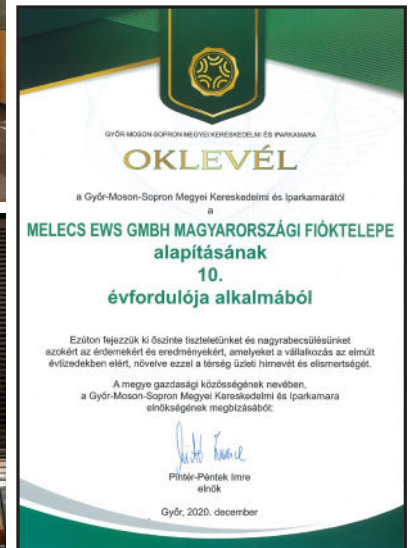 GYŐR-MOSON-SOPRON MEGYEI KERESKEDELMI ÉS IPARKAMARA
OKLEVÉL
a Győr-Moson-Sopron Megyei Kereskedelmi és Iparkamarától
a
MELECS EWS GMBH MAGYARORSZÁGI FIÓKTELEPE
alapításának
10.
évfordulója alkalmából
Ezúton fejezzük ki őszinte tiszteletünket és nagyrabecsülésünket
azokért az érdemekért és eredményekért, amelyeket a vállalkozás az elmúlt
évtizedekben elért, növelve ezzel a térség üzleti hírnevét és elismertségét.
A megye gazdasági közösségének nevében,
a Győr-Moson-Sopron Megyei Kereskedelmi és Iparkamara
elnökségének megbízásából:
Pintér-Péntek Imre
elnök
Győr, 2020. december